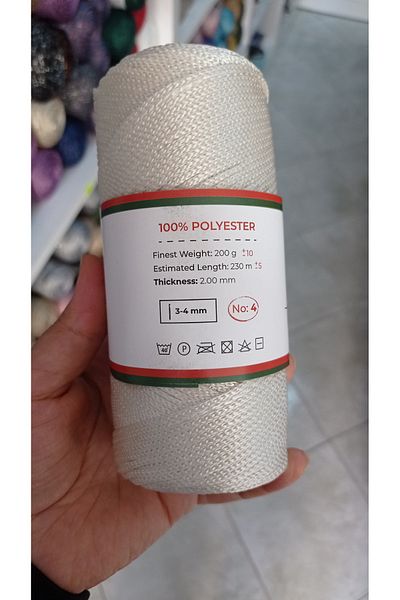 100% POLYESTER
Finest Weight: 200 g ±10
Estimated Length: 230 m ±5
Thickness: 2.00 mm
3-4 mm
No: 4
40 P A